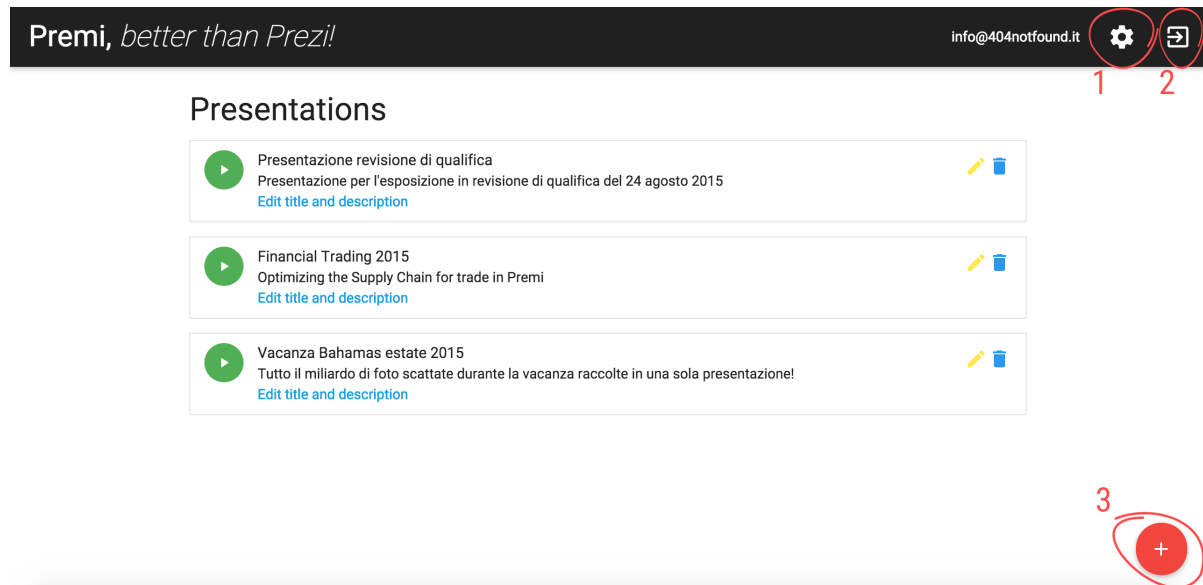 Premi, better than Prezi!
info@404notfound.it
1
2
Presentations
Presentazione revisione di qualifica
Presentazione per l'esposizione in revisione di qualifica del 24 agosto 2015
Edit title and description
Financial Trading 2015
Optimizing the Supply Chain for trade in Premi
Edit title and description
Vacanza Bahamas estate 2015
Tutto il miliardo di foto scattate durante la vacanza raccolte in una sola presentazione!
Edit title and description
3
+